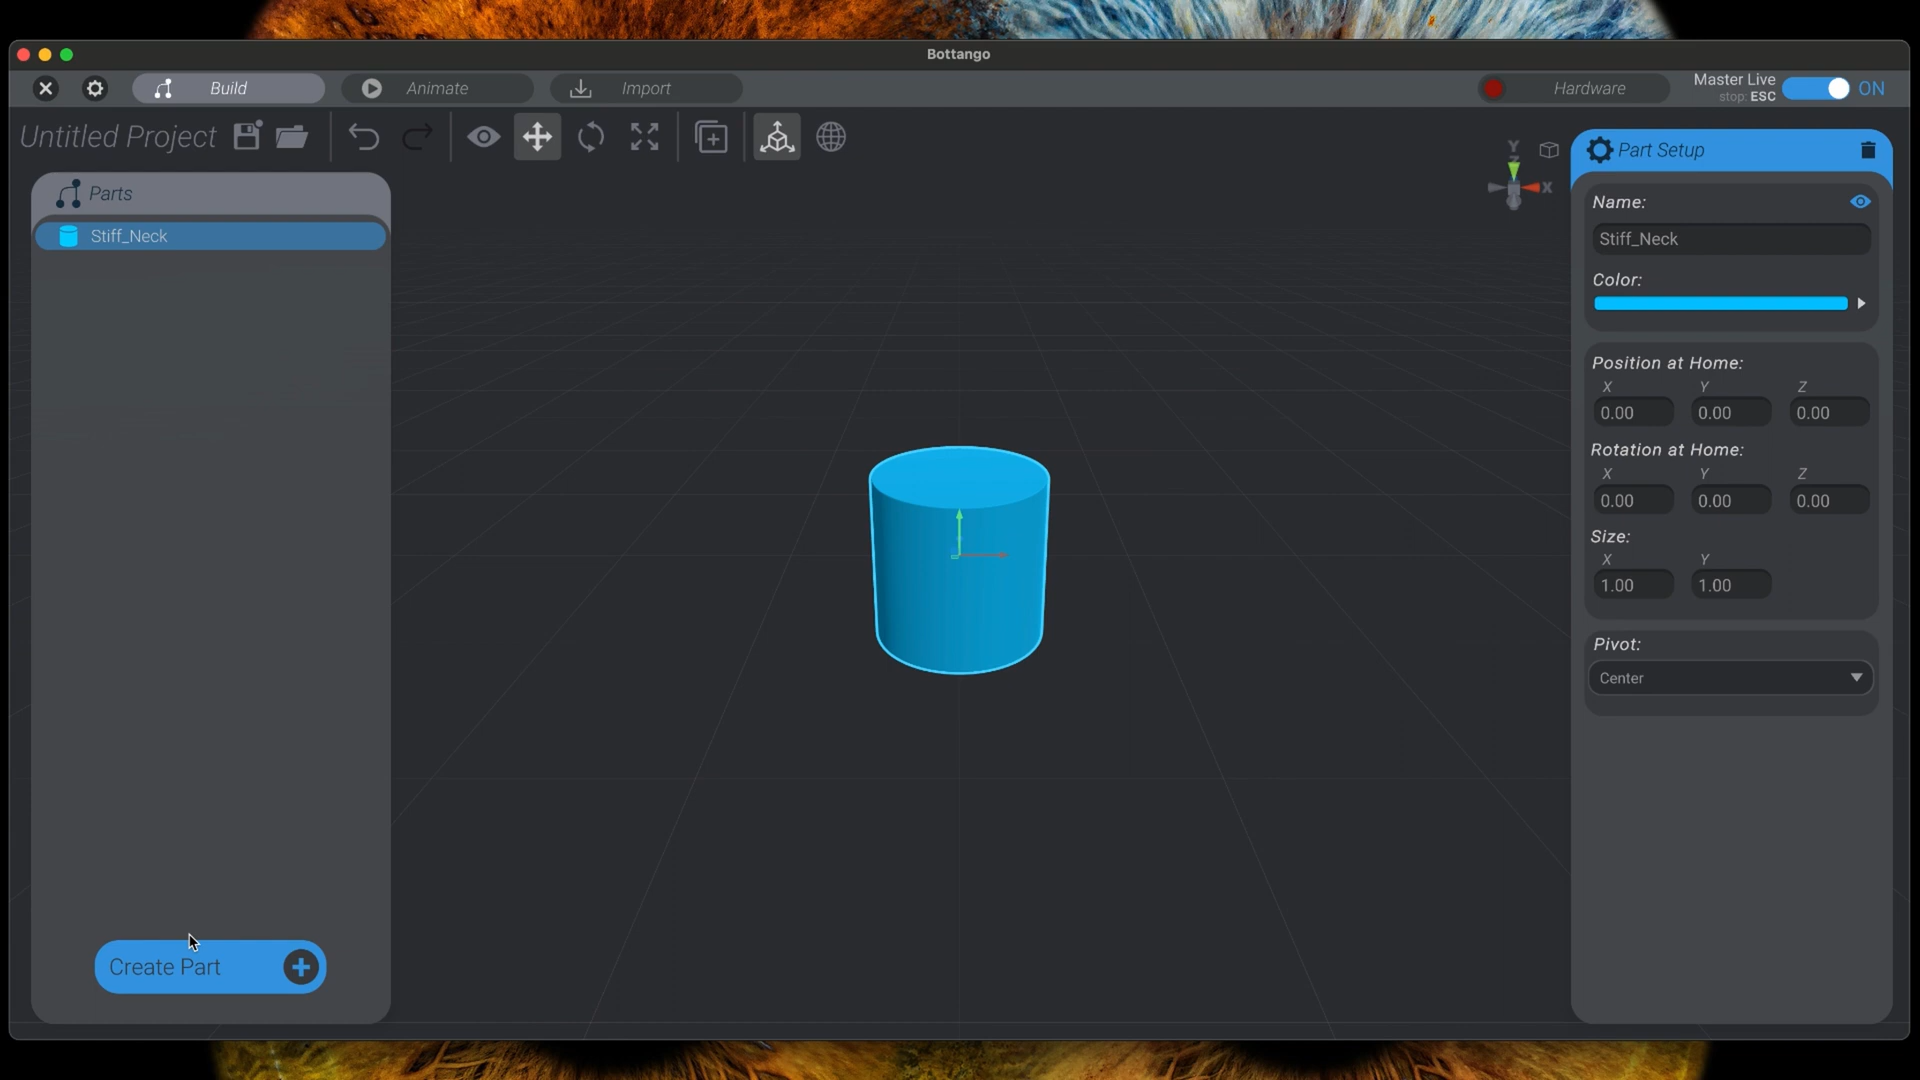 Bottango
Build
Animate
Import
Hardware
Master Live
stop: ESC
ON
Untitled Project
Parts
Stiff_Neck
Create Part
Y
Z
X
Part Setup
Name:
Stiff_Neck
Color:
Position at Home:
X Y Z
0.00 0.00 0.00
Rotation at Home:
X Y Z
0.00 0.00 0.00
Size:
X Y
1.00 1.00
Pivot:
Center